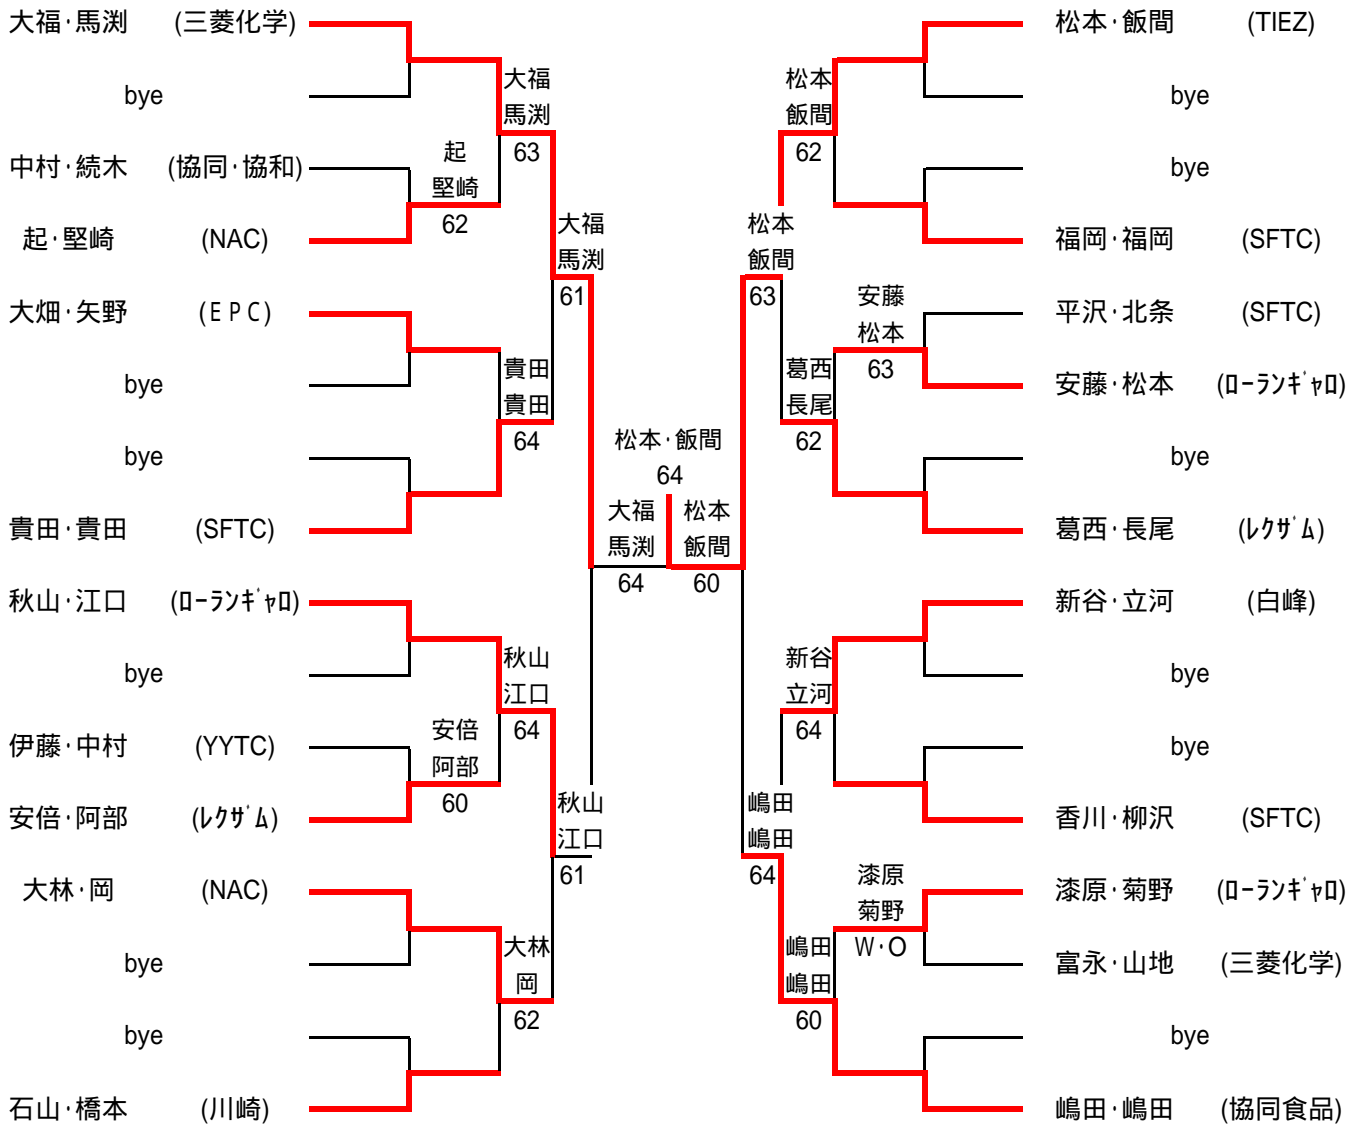 大福・馬渕 (三菱化学)
bye
中村・続木 (協同・協和)
起・堅崎 (NAC)
大畑・矢野 (ＥＰＣ)
bye
bye
貴田・貴田 (SFTC)
秋山・江口 (ﾛｰﾗﾝｷﾞｬﾛ)
bye
伊藤・中村 (YYTC)
安倍・阿部 (ﾚｸｻﾞﾑ)
大林・岡 (NAC)
bye
bye
石山・橋本 (川崎)
起
堅崎
62
安倍
阿部
60
大福
馬渕
63
貴田
貴田
64
秋山
江口
64
大林
岡
62
大福
馬渕
61
秋山
江口
61
大福
馬渕
64
松本・飯間
64
松本
飯間
60
松本
飯間
63
嶋田
嶋田
64
松本
飯間
62
葛西
長尾
62
新谷
立河
64
嶋田
嶋田
60
安藤
松本
63
漆原
菊野
Ｗ・Ｏ
松本・飯間 (TIEZ)
bye
bye
福岡・福岡 (SFTC)
平沢・北条 (SFTC)
安藤・松本 (ﾛｰﾗﾝｷﾞｬﾛ)
bye
葛西・長尾 (ﾚｸｻﾞﾑ)
新谷・立河 (白峰)
bye
bye
香川・柳沢 (SFTC)
漆原・菊野 (ﾛｰﾗﾝｷﾞｬﾛ)
富永・山地 (三菱化学)
bye
嶋田・嶋田 (協同食品)